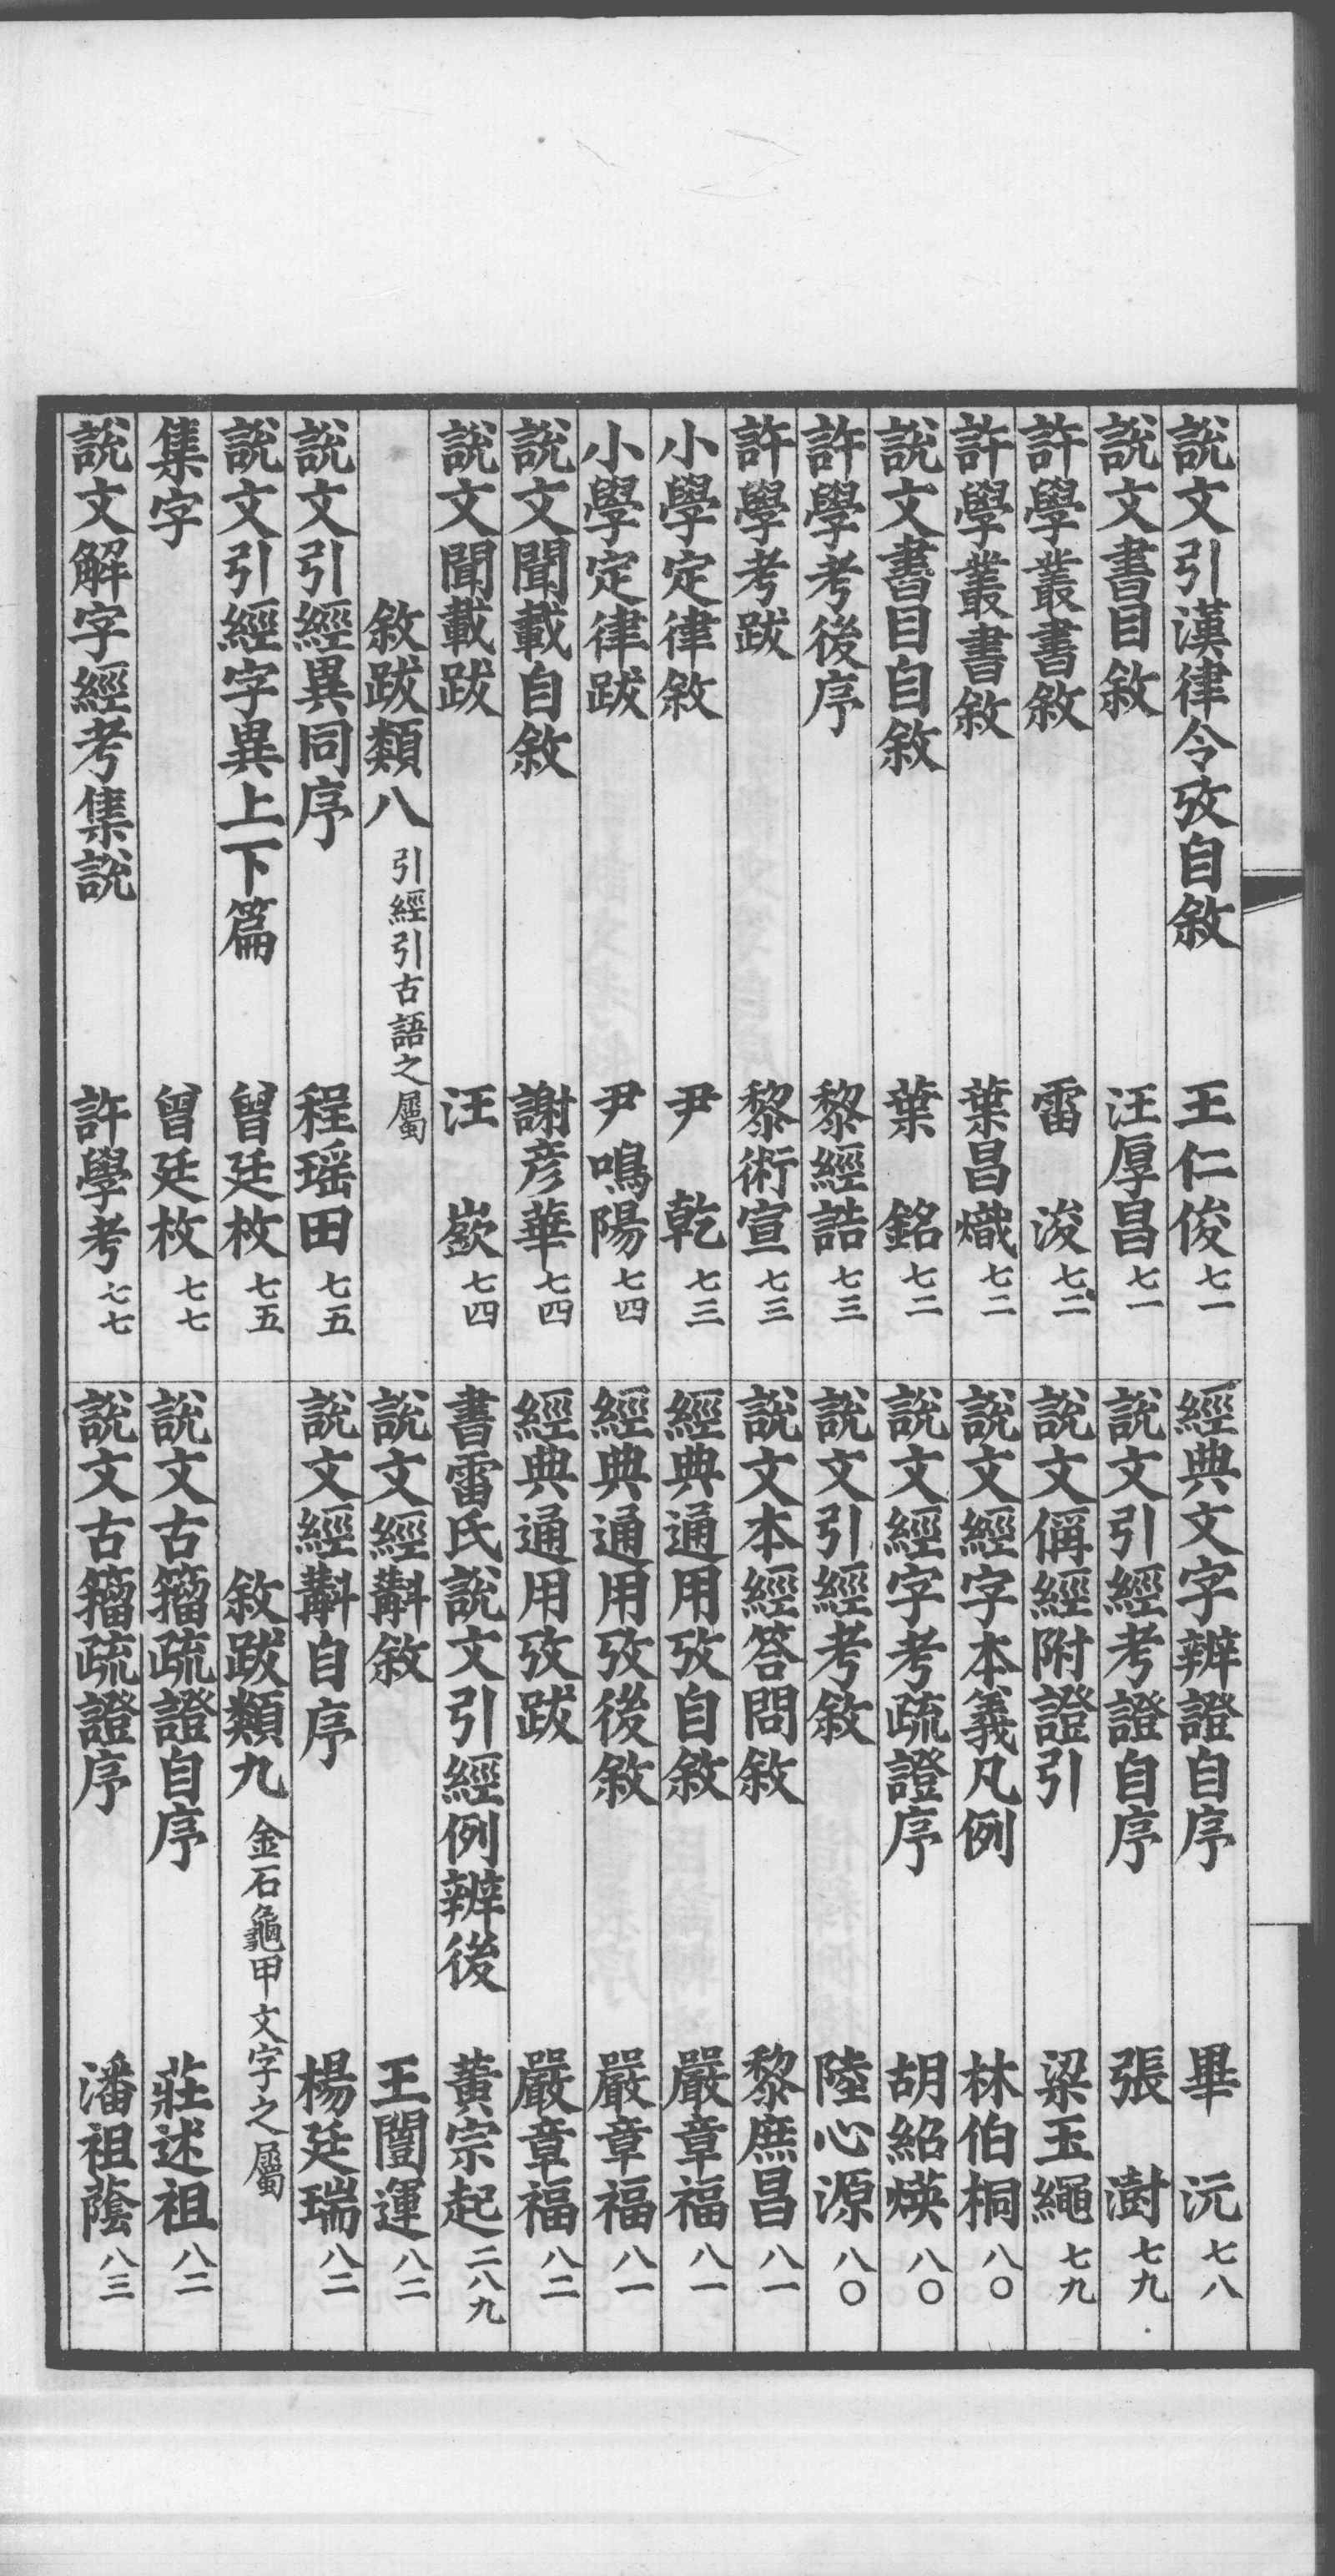 說文引漢律令攷自敘 王仁俊 七一
說文書目敘 汪厚昌 七一
許學叢書敘 雷浚 七二
許學叢書敘 葉昌熾 七二
說文書目自敘 葉銘 七二
許學考後序 黎經誥 七三
許學考跋 黎術宣 七三
小學定律敘 尹乾 七三
小學定律跋 尹鳴陽 七四
說文聞載自敘 謝彥華 七四
說文聞載跋 汪嶔 七四
敘跋類八 引經引古語之屬
說文引經異同序 程瑶田 七五
說文引經字異上下篇 曾廷枚 七五
集字 曾廷枚 七七
說文解字經考集說 許學考 七七
經典文字辨證自序 畢沅 七八
說文引經考證自序 張澍 七九
說文偁經附證引 梁玉繩 七九
說文經字本義凡例 林伯桐 八〇
說文經字考疏證序 胡紹煐 八〇
說文引經考敘 陸心源 八〇
說文本經答問敘 黎庶昌 八一
經典通用攷自敘 嚴章福 八一
經典通用攷後敘 嚴章福 八一
經典通用攷跋 嚴章福 八二
書雷氏說文引經例辨後 黃宗起 二八九
說文經斠敘 王闓運 八二
說文經斠自序 楊廷瑞 八二
敘跋類九 金石龜甲文字之屬
說文古籀疏證自序 莊述祖 八二
說文古籀疏證序 潘祖蔭 八三